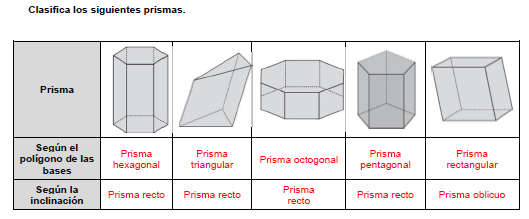 Clasifica los siguientes prismas.
Prisma
Según el
polígono de las
bases
Prisma
hexagonal
Prisma
triangular
Prisma octogonal
Prisma
pentagonal
Prisma
rectangular
Según la
inclinación
Prisma recto
Prisma recto
Prisma
recto
Prisma recto
Prisma oblicuo